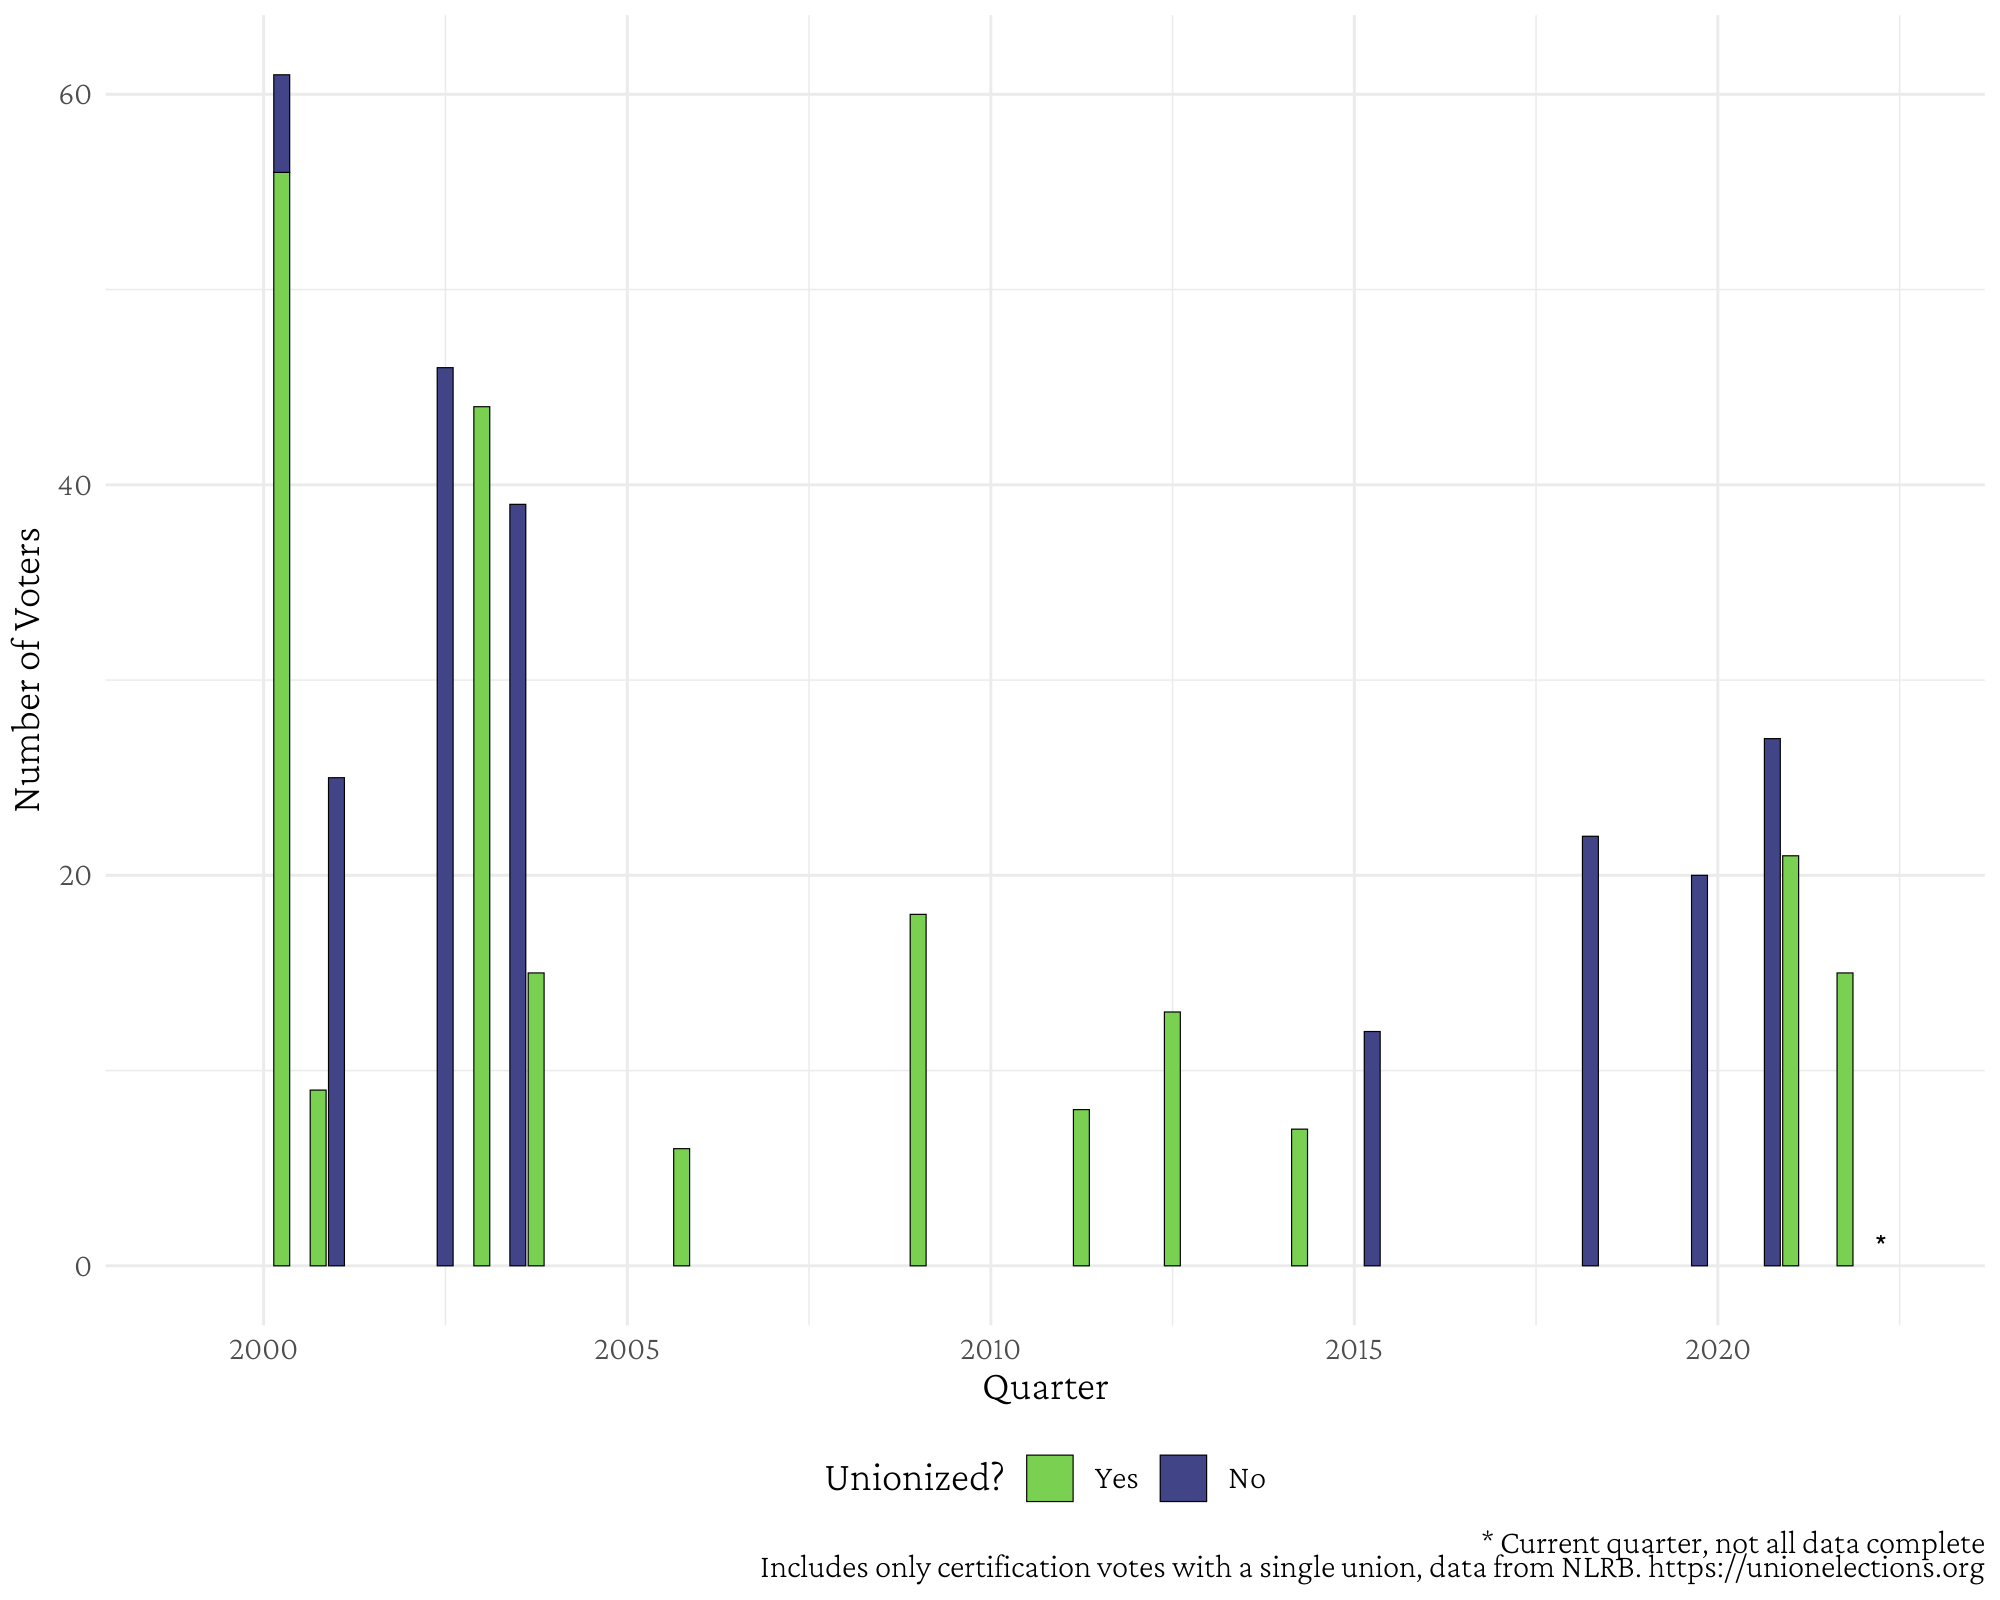 60
40
20
0
Number of Voters
2000 2005 2010 2015 2020
Quarter
Unionized? Yes No
* 
* Current quarter, not all data complete
Includes only certification votes with a single union, data from NLRB. https://unionelections.org